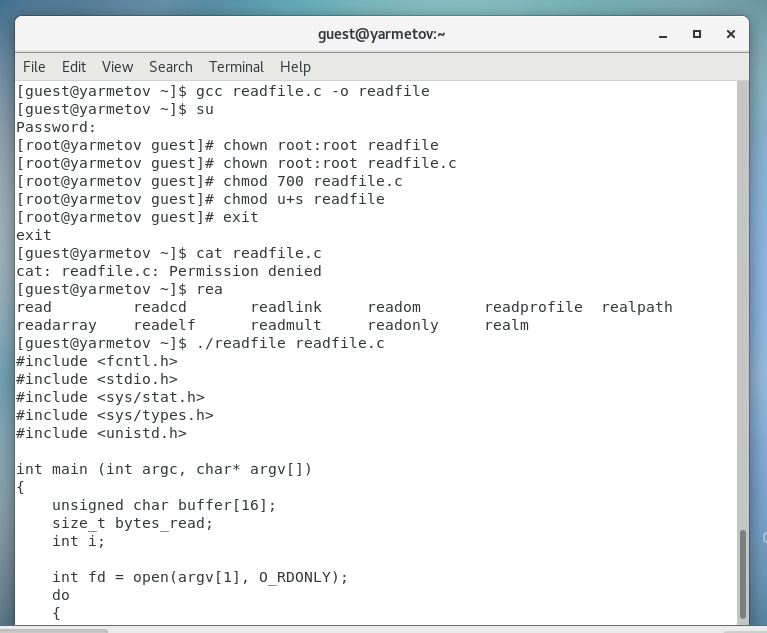 guest@yarmetov:~
File Edit View Search Terminal Help
[guest@yarmetov ~]$ gcc readfile.c -o readfile
[guest@yarmetov ~]$ su
Password:
[root@yarmetov guest]# chown root:root readfile
[root@yarmetov guest]# chown root:root readfile.c
[root@yarmetov guest]# chmod 700 readfile.c
[root@yarmetov guest]# chmod u+s readfile
[root@yarmetov guest]# exit
exit
[guest@yarmetov ~]$ cat readfile.c
cat: readfile.c: Permission denied
[guest@yarmetov ~]$ rea
read         readcd       readlink     readom       readprofile  realpath
readarray    readelf      readmult     readonly     realm
[guest@yarmetov ~]$ ./readfile readfile.c
#include <fcntl.h>
#include <stdio.h>
#include <sys/stat.h>
#include <sys/types.h>
#include <unistd.h>

int main (int argc, char* argv[])
{
    unsigned char buffer[16];
    size_t bytes_read;
    int i;

    int fd = open(argv[1], O_RDONLY);
    do
    {